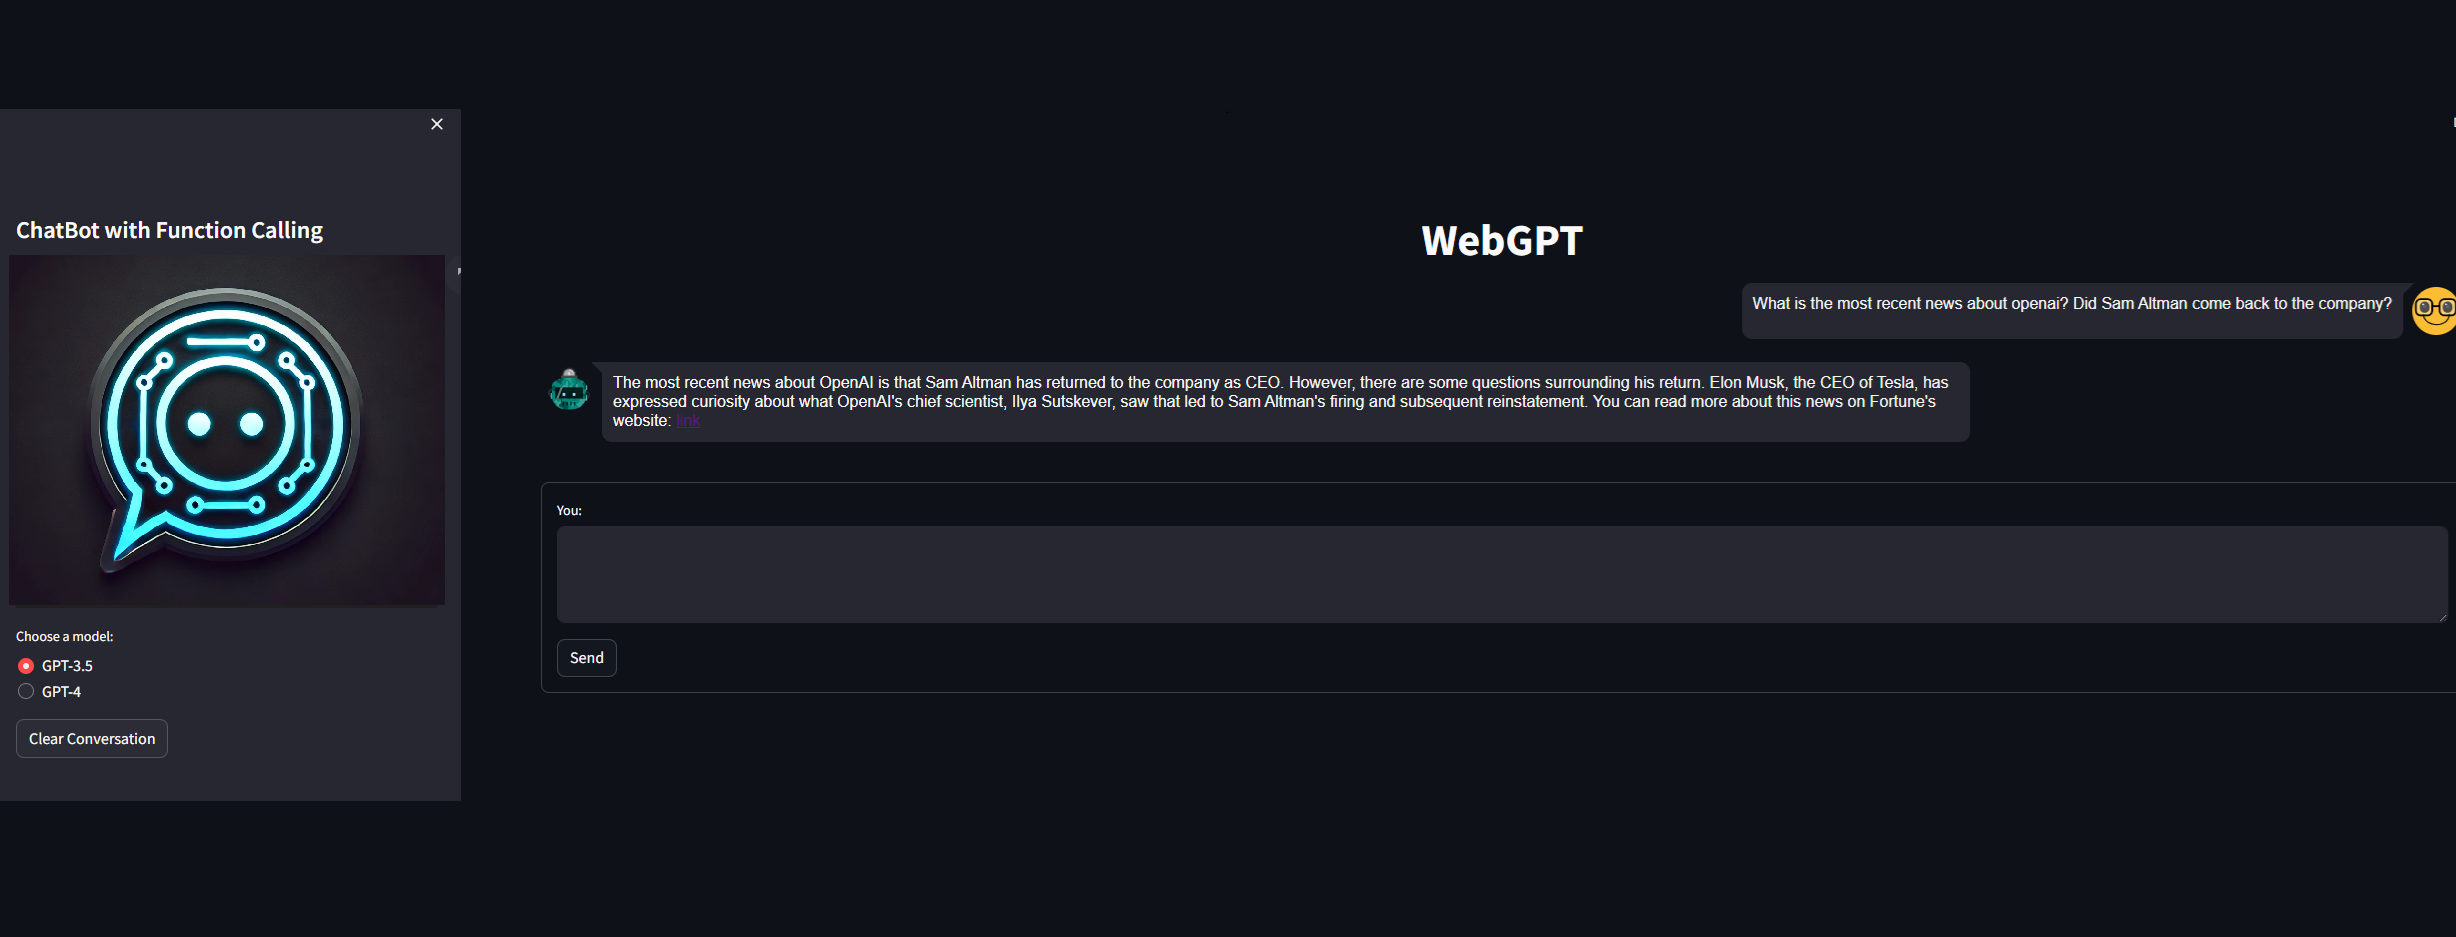 ChatBot with Function Calling
Choose a model:
GPT-3.5
GPT-4
Clear Conversation
WebGPT
What is the most recent news about openai? Did Sam Altman come back to the company?
The most recent news about OpenAI is that Sam Altman has returned to the company as CEO. However, there are some questions surrounding his return. Elon Musk, the CEO of Tesla, has
expressed curiosity about what OpenAI's chief scientist, Ilya Sutskever, saw that led to Sam Altman's firing and subsequent reinstatement. You can read more about this news on Fortune's
website: link
You:
Send